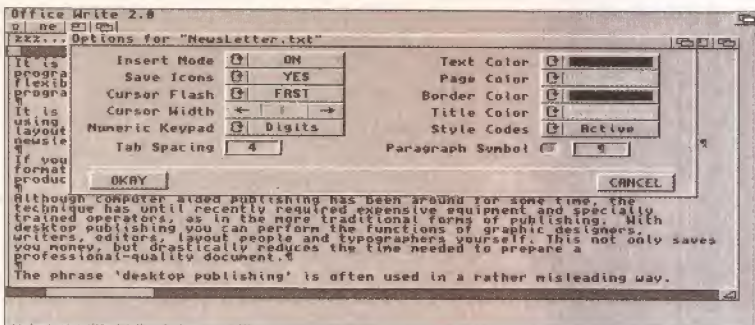 Office Write 2.0
ne
zzz... Options for "NewsLetter.txt"
Insert Mode ON
Save Icons YES
Cursor Flash FAST
Cursor Width
Numeric Keypad Digits
Tab Spacing 4
Text Color
Page Color
Border Color
Title Color
Style Codes Active
Paragraph Symbol ¶
OKAY CANCEL
It is
progra
flexib
progra
¶
It is
using
layout
newsle
¶
If you
format
produc
¶
Although computer aided publishing has been around for some time, the
technique has until recently required expensive equipment and specially
trained operators, as in the more traditional forms of publishing. With
desktop publishing you can perform the functions of graphic designers,
writers, editors, layout people and typographers yourself. This not only saves
you money, but drastically reduces the time needed to prepare a
professional-quality document.¶
¶
The phrase 'desktop publishing' is often used in a rather misleading way.